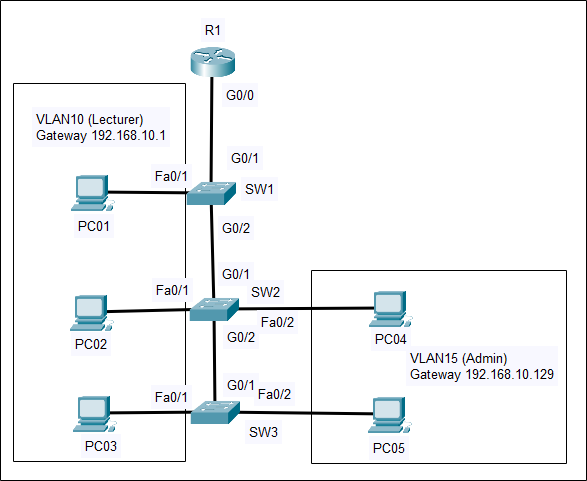 R1
G0/0
VLAN10 (Lecturer)
Gateway 192.168.10.1
G0/1
Fa0/1
SW1
PC01
G0/2
G0/1
Fa0/1
SW2
Fa0/2
PC02
G0/2
PC04
VLAN15 (Admin)
Gateway 192.168.10.129
G0/1
Fa0/1
Fa0/2
SW3
PC03
PC05